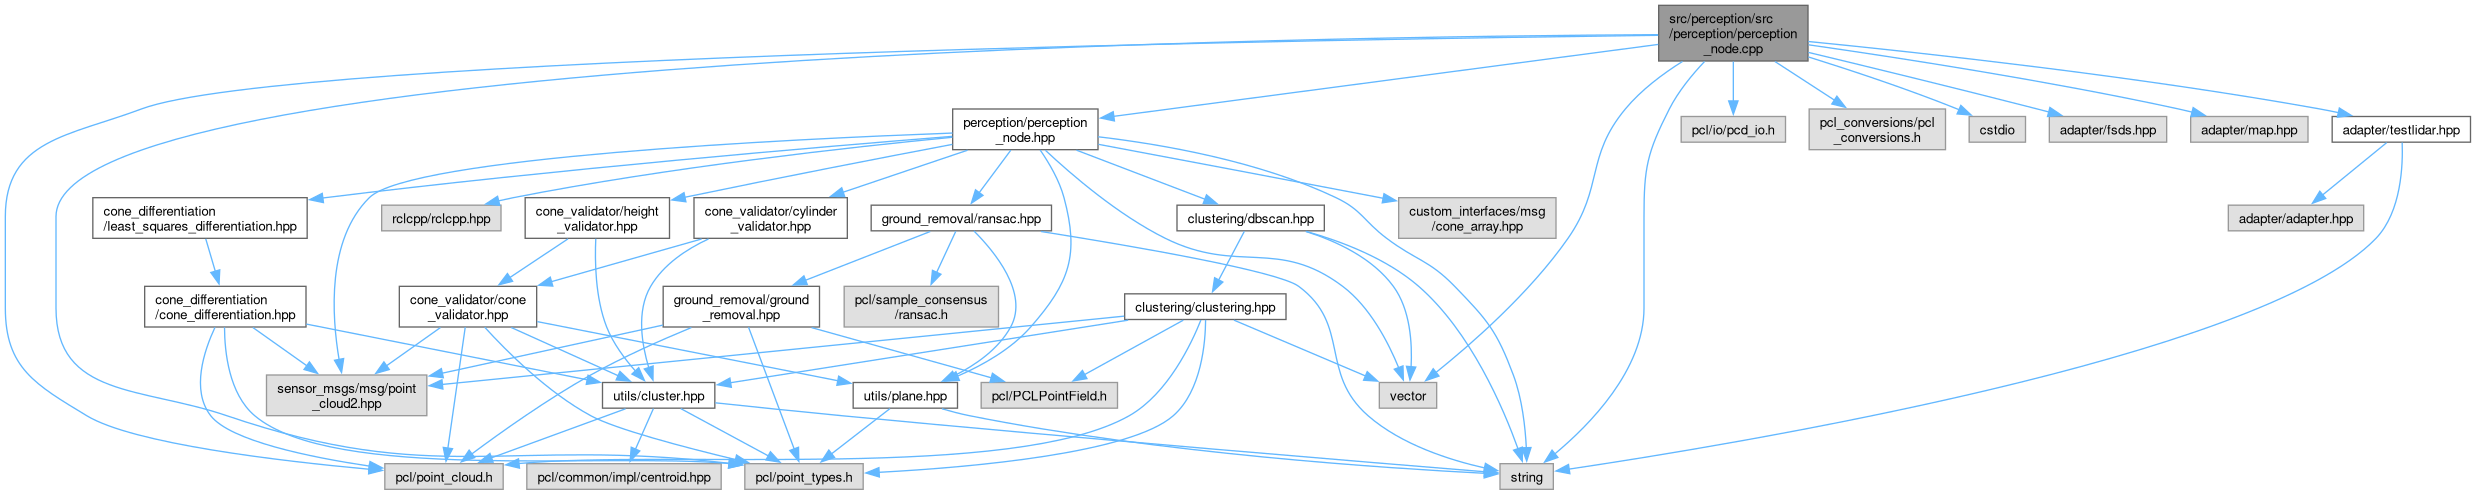 src/perception/src
/perception/perception
_node.cpp
perception/perception
_node.hpp
pcl/io/pcd_io.h
pcl_conversions/pcl
_conversions.h
cstdio
adapter/fsds.hpp
adapter/map.hpp
adapter/testlidar.hpp
cone_differentiation
/least_squares_differentiation.hpp
rclcpp/rclcpp.hpp
cone_validator/height
_validator.hpp
cone_validator/cylinder
_validator.hpp
ground_removal/ransac.hpp
clustering/dbscan.hpp
custom_interfaces/msg
/cone_array.hpp
adapter/adapter.hpp
cone_differentiation
/cone_differentiation.hpp
cone_validator/cone
_validator.hpp
ground_removal/ground
_removal.hpp
pcl/sample_consensus
/ransac.h
clustering/clustering.hpp
sensor_msgs/msg/point
_cloud2.hpp
utils/cluster.hpp
utils/plane.hpp
pcl/PCLPointField.h
vector
pcl/point_cloud.h
pcl/common/impl/centroid.hpp
pcl/point_types.h
string